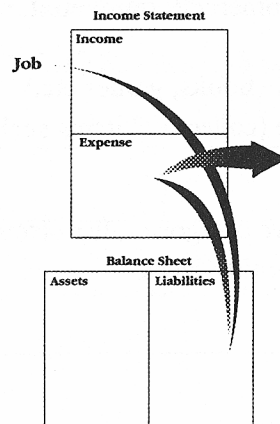 Income Statement
Income
Job
Expense
Balance Sheet
Assets
Liabilities